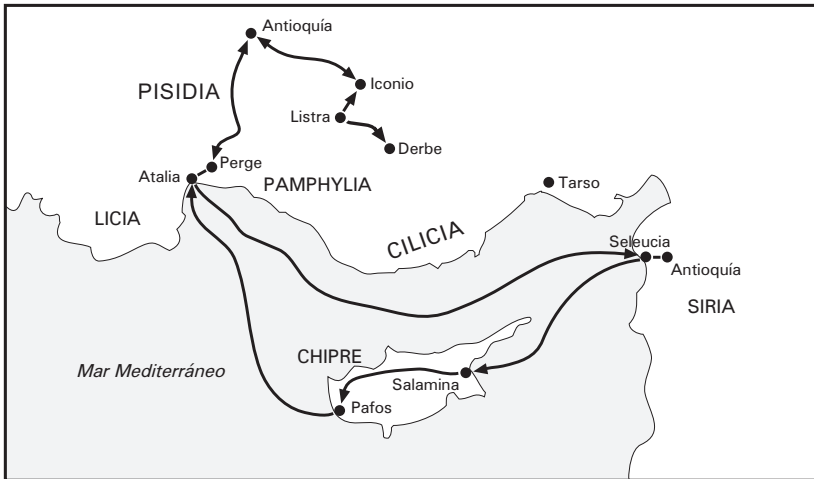 Antioquía
PISIDIA
Iconio
Listra
Derbe
Perge
Atalia
PAMPHYLIA
Tarso
LICIA
CILICIA
Seleucia
Antioquía
SIRIA
CHIPRE
Mar Mediterráneo
Salamina
Pafos